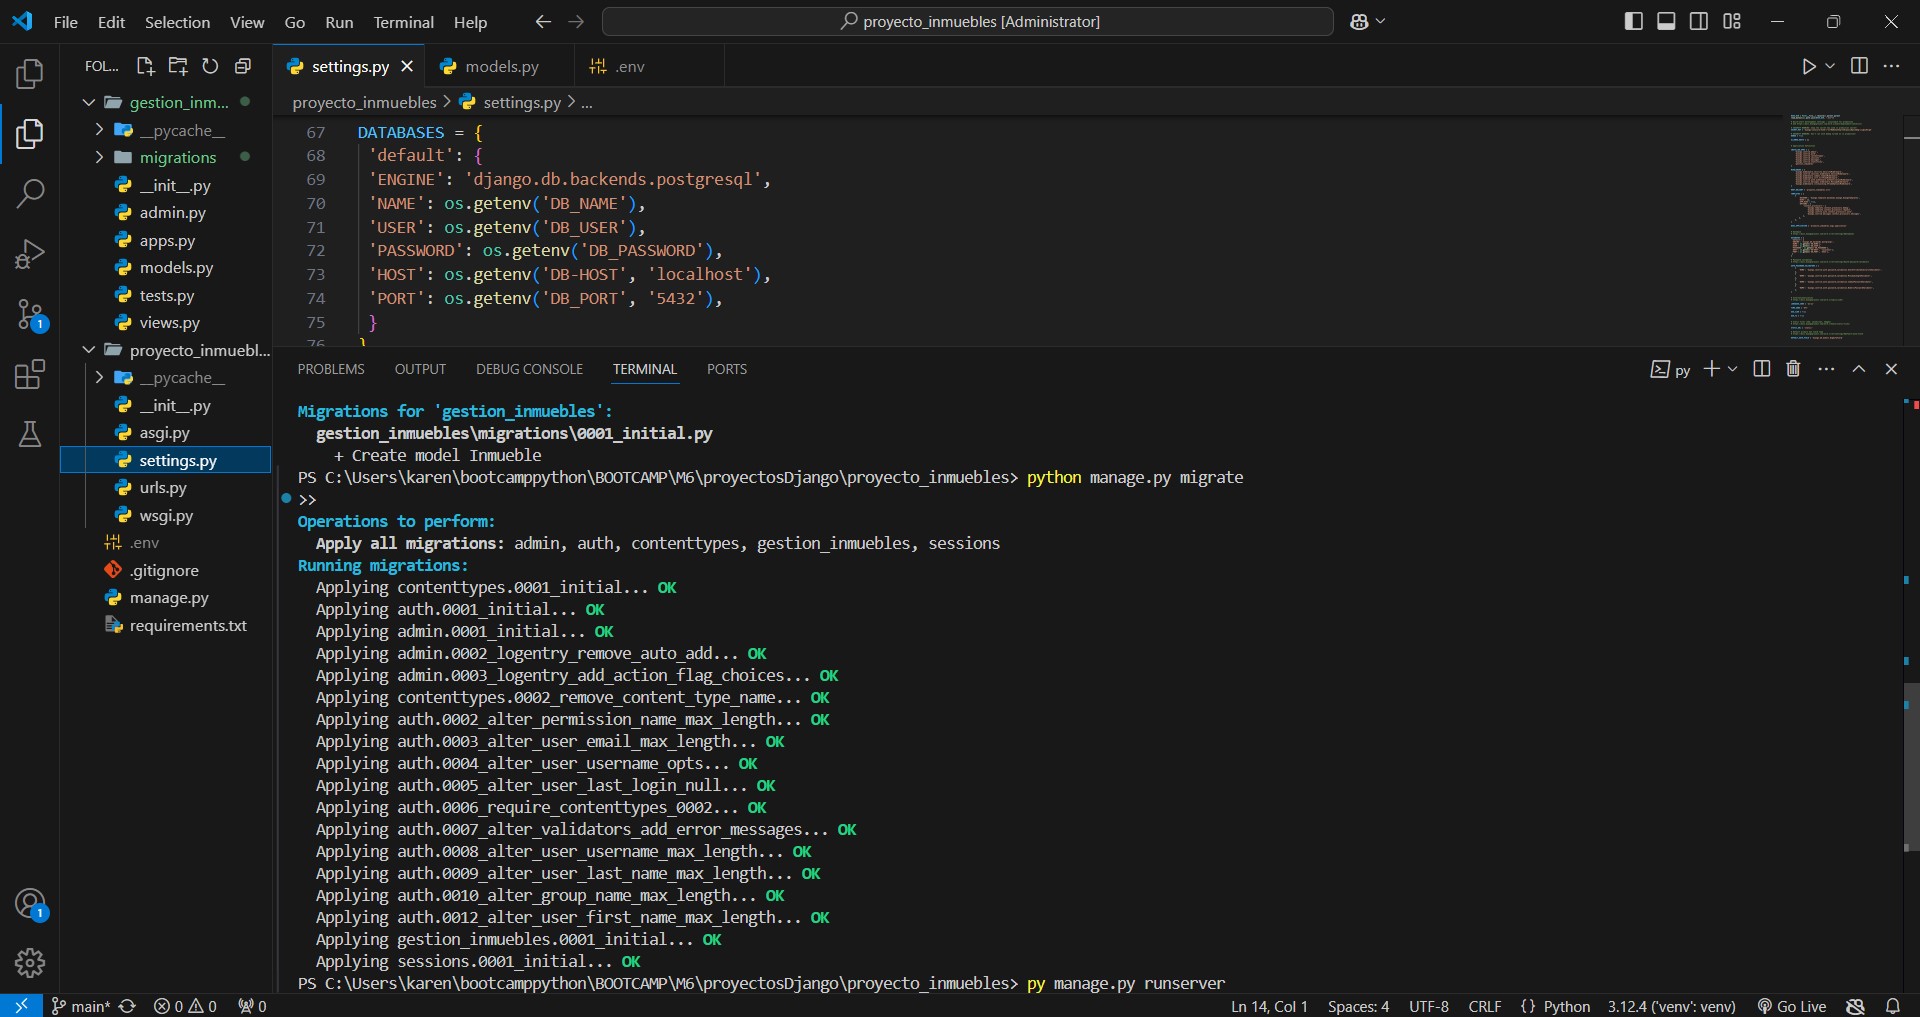 File Edit Selection View Go Run Terminal Help
proyecto_inmuebles [Administrator]
FOL...
gestion_inm...
__pycache__
migrations
__init__.py
admin.py
apps.py
models.py
tests.py
views.py
proyecto_inmuebl...
__pycache__
__init__.py
asgi.py
settings.py
urls.py
wsgi.py
.env
.gitignore
manage.py
requirements.txt
1
1
settings.py models.py .env
proyecto_inmuebles > settings.py > ...
67 DATABASES = {
68 'default': {
69 'ENGINE': 'django.db.backends.postgresql',
70 'NAME': os.getenv('DB_NAME'),
71 'USER': os.getenv('DB_USER'),
72 'PASSWORD': os.getenv('DB_PASSWORD'),
73 'HOST': os.getenv('DB-HOST', 'localhost'),
74 'PORT': os.getenv('DB_PORT', '5432'),
75 }
76 }
PROBLEMS OUTPUT DEBUG CONSOLE TERMINAL PORTS
py
Migrations for 'gestion_inmuebles':
gestion_inmuebles\migrations\0001_initial.py
+ Create model Inmueble
PS C:\Users\karen\bootcamppython\BOOTCAMP\M6\proyectosDjango\proyecto_inmuebles> python manage.py migrate
>>
Operations to perform:
Apply all migrations: admin, auth, contenttypes, gestion_inmuebles, sessions
Running migrations:
Applying contenttypes.0001_initial... OK
Applying auth.0001_initial... OK
Applying admin.0001_initial... OK
Applying admin.0002_logentry_remove_auto_add... OK
Applying admin.0003_logentry_add_action_flag_choices... OK
Applying contenttypes.0002_remove_content_type_name... OK
Applying auth.0002_alter_permission_name_max_length... OK
Applying auth.0003_alter_user_email_max_length... OK
Applying auth.0004_alter_user_username_opts... OK
Applying auth.0005_alter_user_last_login_null... OK
Applying auth.0006_require_contenttypes_0002... OK
Applying auth.0007_alter_validators_add_error_messages... OK
Applying auth.0008_alter_user_username_max_length... OK
Applying auth.0009_alter_user_last_name_max_length... OK
Applying auth.0010_alter_group_name_max_length... OK
Applying auth.0012_alter_user_first_name_max_length... OK
Applying gestion_inmuebles.0001_initial... OK
Applying sessions.0001_initial... OK
PS C:\Users\karen\bootcamppython\BOOTCAMP\M6\proyectosDjango\proyecto_inmuebles> py manage.py runserver
main* 0 0 0 Ln 14, Col 1 Spaces: 4 UTF-8 CRLF {} Python 3.12.4 ('venv': venv) Go Live